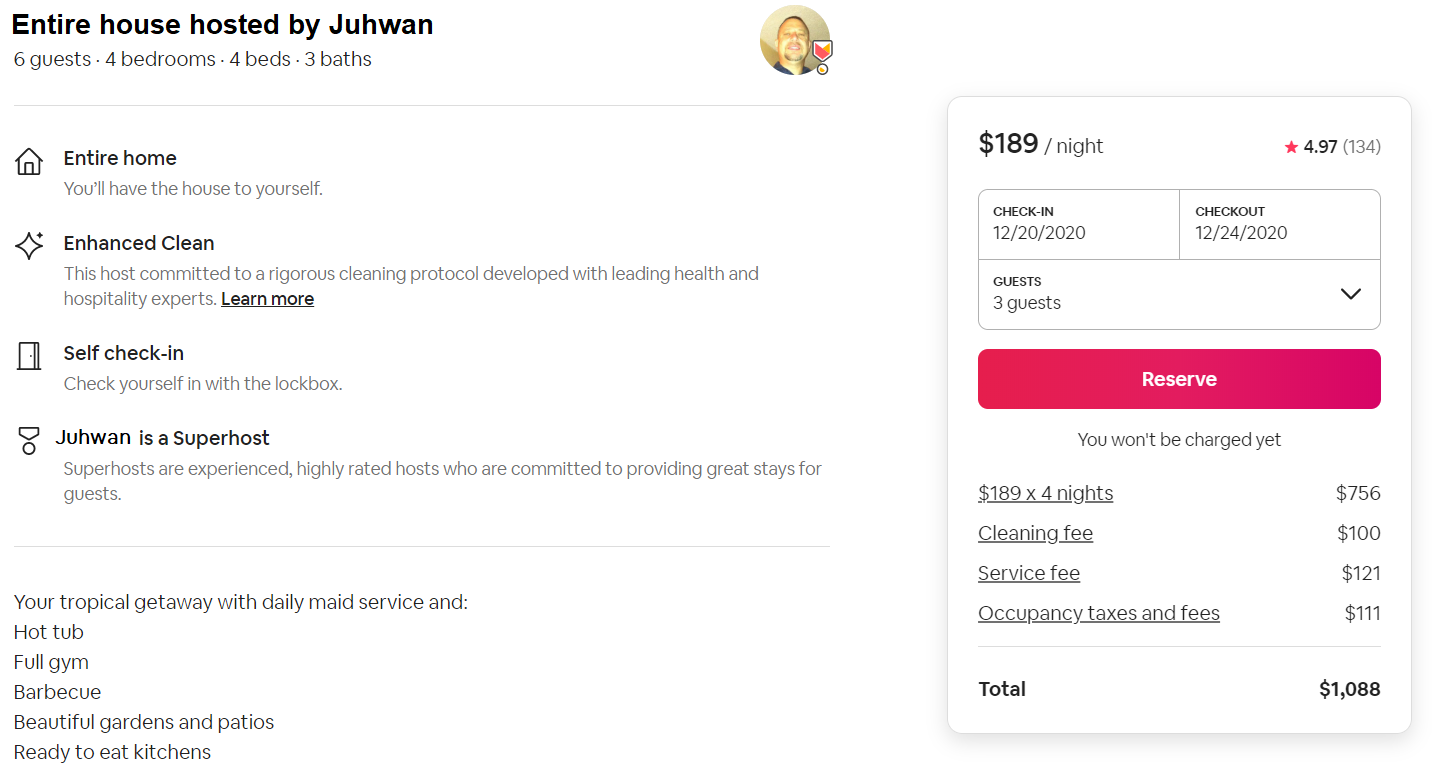 Entire house hosted by Juhwan
6 guests · 4 bedrooms · 4 beds · 3 baths
Entire home
You’ll have the house to yourself.
Enhanced Clean
This host committed to a rigorous cleaning protocol developed with leading health and
hospitality experts. Learn more
Self check-in
Check yourself in with the lockbox.
Juhwan is a Superhost
Superhosts are experienced, highly rated hosts who are committed to providing great stays for
guests.
Your tropical getaway with daily maid service and:
Hot tub
Full gym
Barbecue
Beautiful gardens and patios
Ready to eat kitchens
$189 / night
4.97 (134)
CHECK-IN
12/20/2020
CHECKOUT
12/24/2020
GUESTS
3 guests
Reserve
You won't be charged yet
$189 x 4 nights $756
Cleaning fee $100
Service fee $121
Occupancy taxes and fees $111
Total $1,088